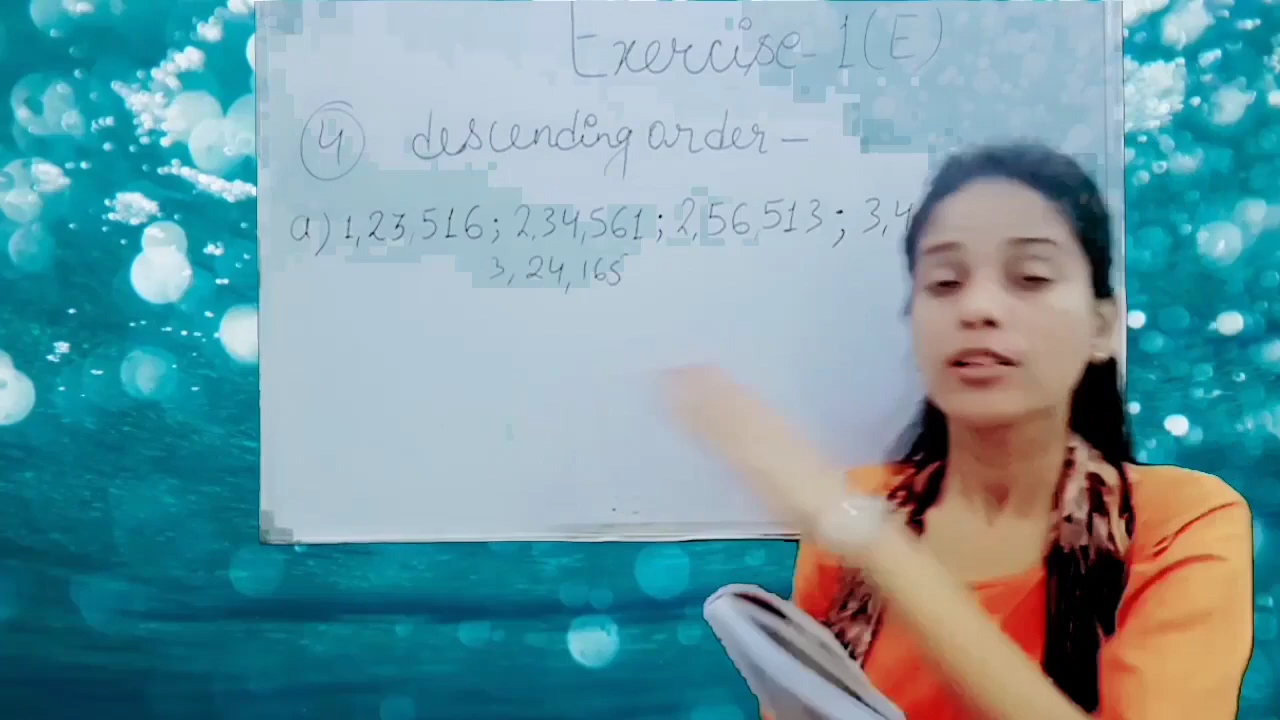 Exercise-1(E)
4 descending order-
a) 1,23,516; 2,34,561; 2,56,513; 3,4
3,24,165